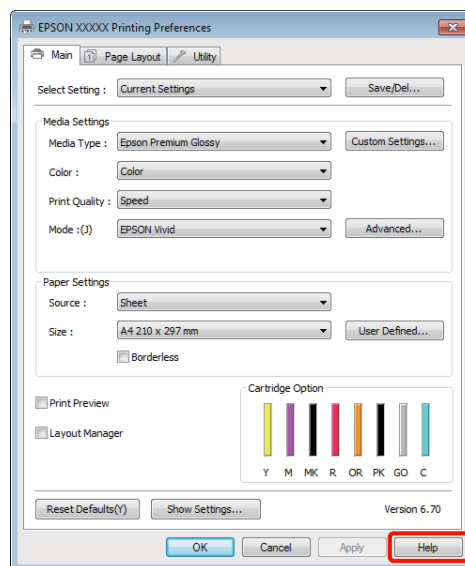 EPSON XXXXX Printing Preferences
Main
Page Layout
Utility
Select Setting : Current Settings Save/Del...
Media Settings
Media Type : Epson Premium Glossy Custom Settings...
Color : Color
Print Quality : Speed
Mode :(J) EPSON Vivid Advanced...
Paper Settings
Source : Sheet
Size : A4 210 x 297 mm User Defined...
Borderless
Print Preview
Layout Manager
Cartridge Option
Y M MK R OR PK GO C
Reset Defaults(Y) Show Settings... Version 6.70
OK Cancel Apply Help